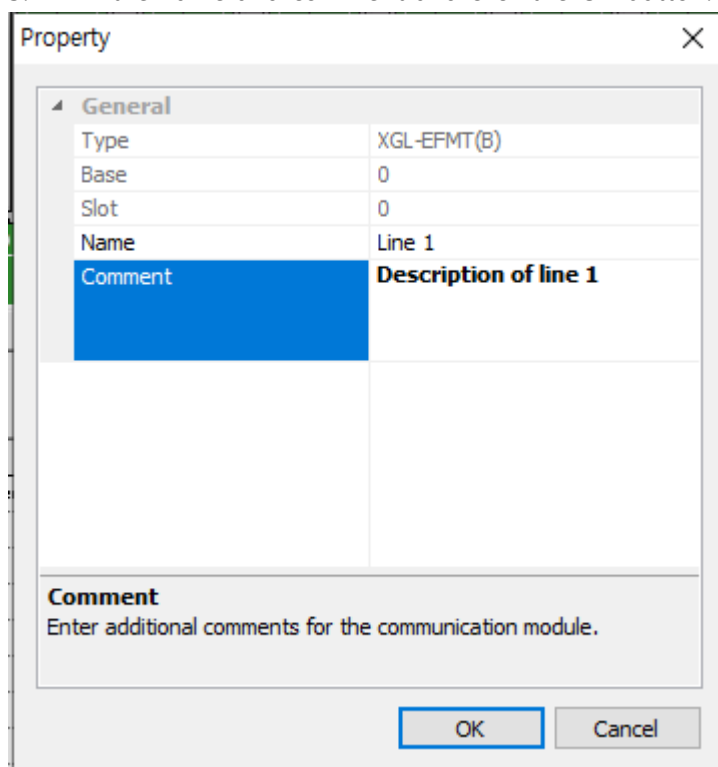 Property
General
Type XGL-EFMT(B)
Base 0
Slot 0
Name Line 1
Comment Description of line 1
Comment
Enter additional comments for the communication module.
OK Cancel